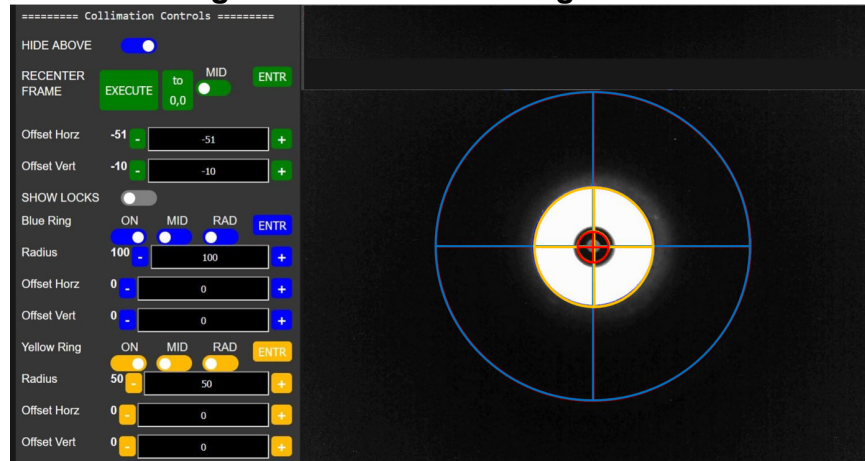 ========= Collimation Controls =========
HIDE ABOVE
RECENTER FRAME EXECUTE to 0,0 MID ENTR
Offset Horz -51 - -51 +
Offset Vert -10 - -10 +
SHOW LOCKS
Blue Ring ON MID RAD ENTR
Radius 100 - 100 +
Offset Horz 0 - 0 +
Offset Vert 0 - 0 +
Yellow Ring ON MID RAD ENTR
Radius 50 - 50 +
Offset Horz 0 - 0 +
Offset Vert 0 - 0 +